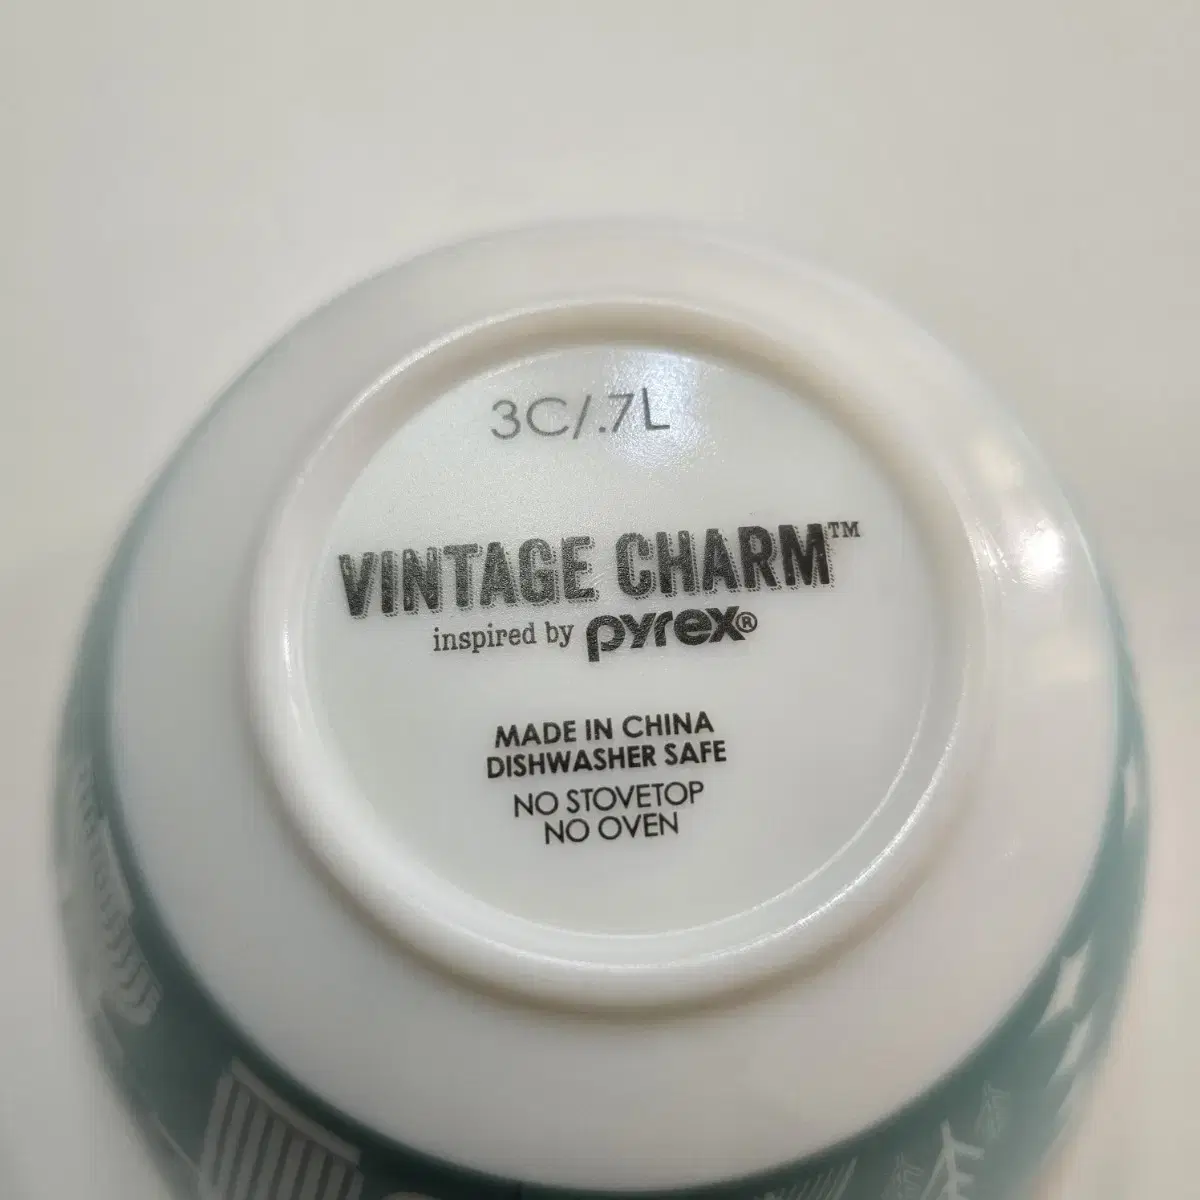 3C/.7L
VINTAGE CHARM™
inspired by pyrex®
MADE IN CHINA
DISHWASHER SAFE
NO STOVETOP
NO OVEN